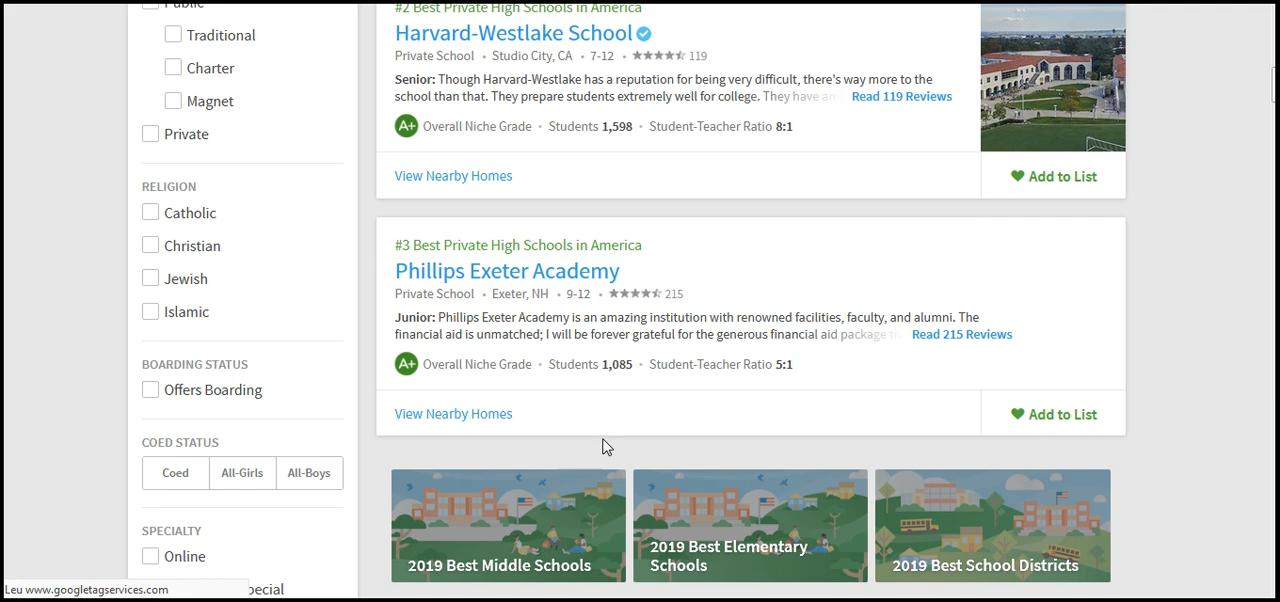 Public
Traditional
Charter
Magnet
Private
RELIGION
Catholic
Christian
Jewish
Islamic
BOARDING STATUS
Offers Boarding
COED STATUS
Coed All-Girls All-Boys
SPECIALTY
Online
pecial
#2 Best Private High Schools in America
Harvard-Westlake School
Private School • Studio City, CA • 7-12 • 119
Senior: Though Harvard-Westlake has a reputation for being very difficult, there's way more to the
school than that. They prepare students extremely well for college. They have am Read 119 Reviews
A+ Overall Niche Grade • Students 1,598 • Student-Teacher Ratio 8:1
View Nearby Homes
Add to List
#3 Best Private High Schools in America
Phillips Exeter Academy
Private School • Exeter, NH • 9-12 • 215
Junior: Phillips Exeter Academy is an amazing institution with renowned facilities, faculty, and alumni. The
financial aid is unmatched; I will be forever grateful for the generous financial aid package Read 215 Reviews
A+ Overall Niche Grade • Students 1,085 • Student-Teacher Ratio 5:1
View Nearby Homes
Add to List
2019 Best Middle Schools
2019 Best Elementary
Schools
2019 Best School Districts
Leu www.googletagservices.com